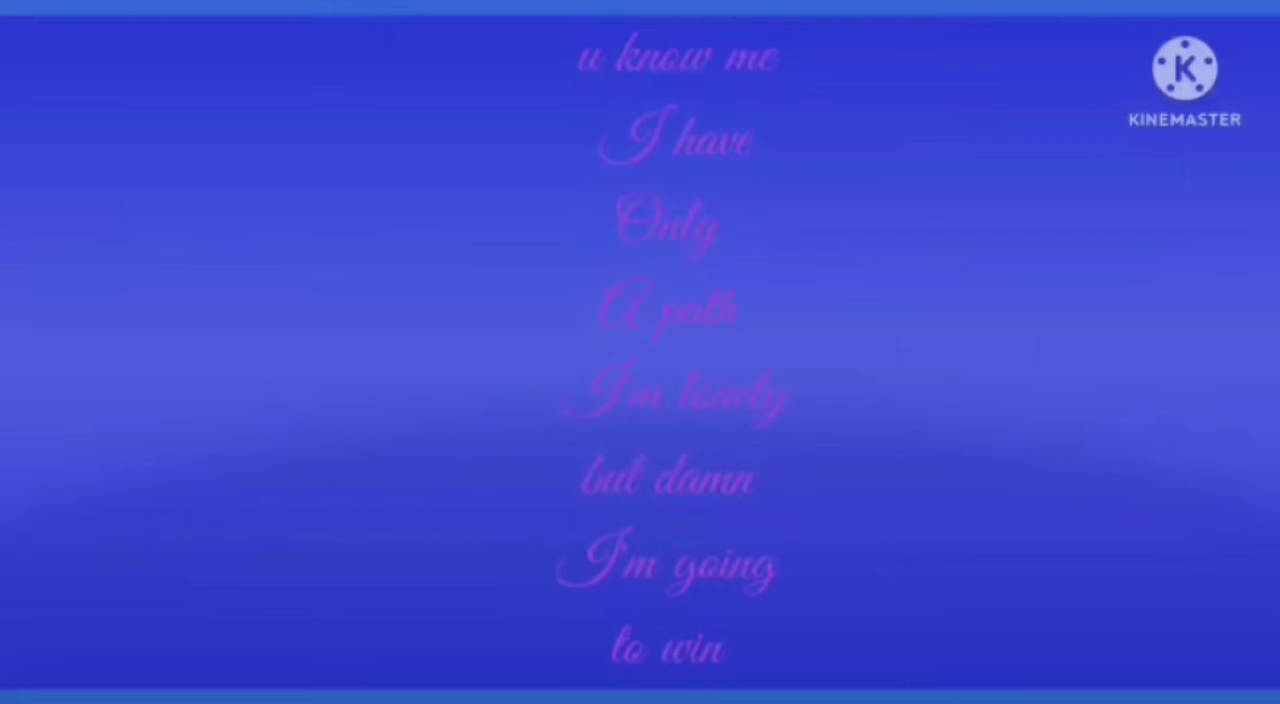 u know me
I have
Only
A path
I'm lonely
but damn
I'm going
to win
KINEMASTER